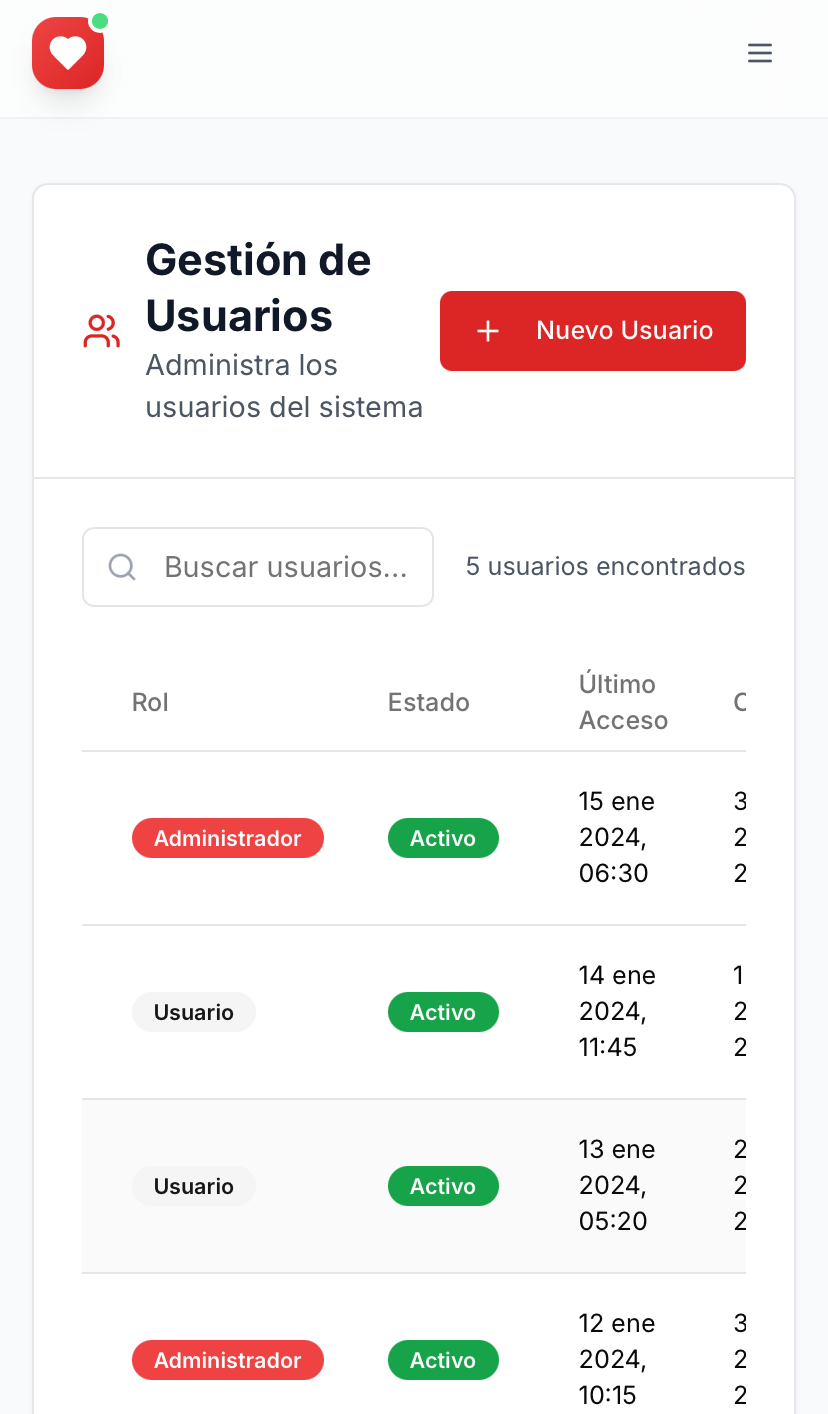 Gestión de
Usuarios
Administra los
usuarios del sistema
Nuevo Usuario
Buscar usuarios...
5 usuarios encontrados
Rol
Estado
Último
Acceso
Administrador
Activo
15 ene
2024,
06:30
3
2
2
Usuario
Activo
14 ene
2024,
11:45
1
2
2
Usuario
Activo
13 ene
2024,
05:20
2
2
2
Administrador
Activo
12 ene
2024,
10:15
3
2
2